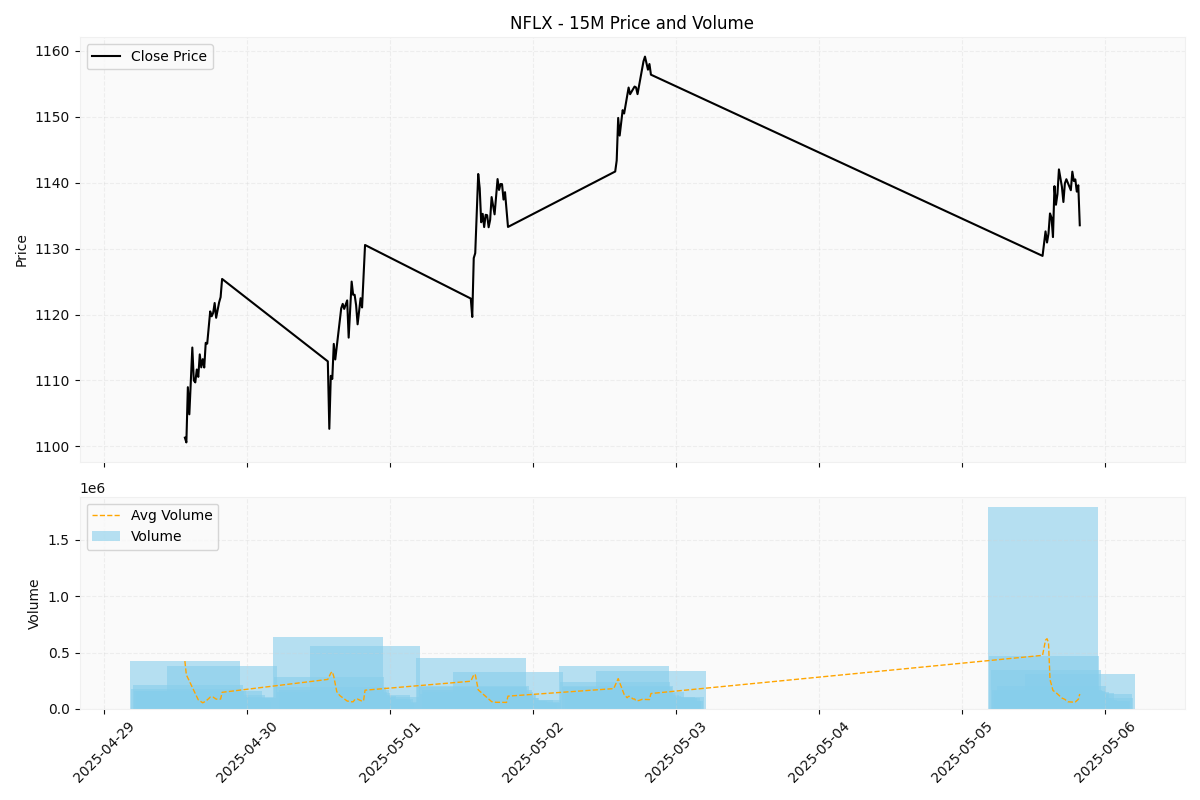 NFLX - 15M Price and Volume
Close Price
1160
1150
1140
1130
1120
1110
1100
Price
1e6
Avg Volume
Volume
1.5
1.0
0.5
0.0
Volume
2025-04-29
2025-04-30
2025-05-01
2025-05-02
2025-05-03
2025-05-04
2025-05-05
2025-05-06